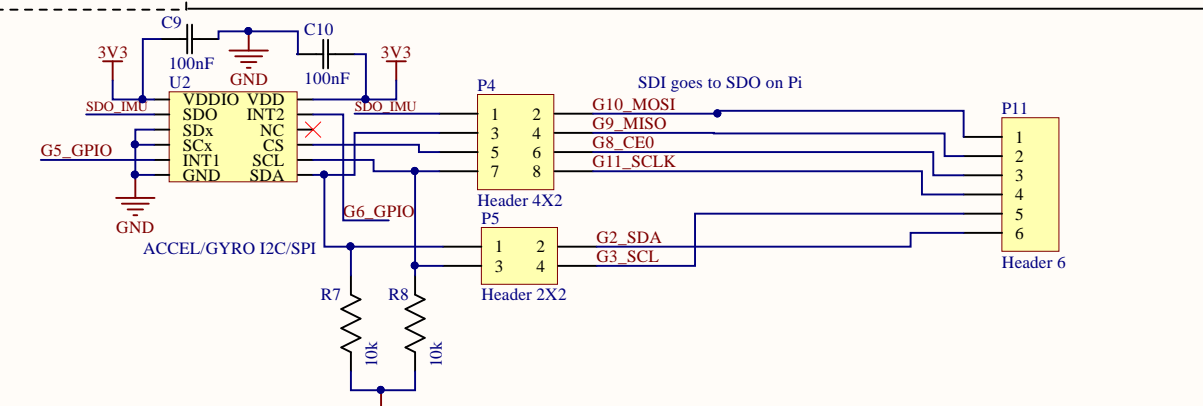 C9
C10
3V3
3V3
100nF
GND
100nF
U2
P4
SDI goes to SDO on Pi
VDDIO VDD
SDO_IMU
SDO INT2
SDO_IMU
1 2
G10_MOSI
P11
SDx NC
3 4
G9_MISO
1
SCx CS
5 6
G8_CE0
2
G5_GPIO
INT1 SCL
7 8
G11_SCLK
3
GND SDA
4
Header 4X2
5
GND
G6_GPIO
P5
6
ACCEL/GYRO I2C/SPI
1 2
G2_SDA
3 4
G3_SCL
Header 6
R7
R8
Header 2X2
10k
10k